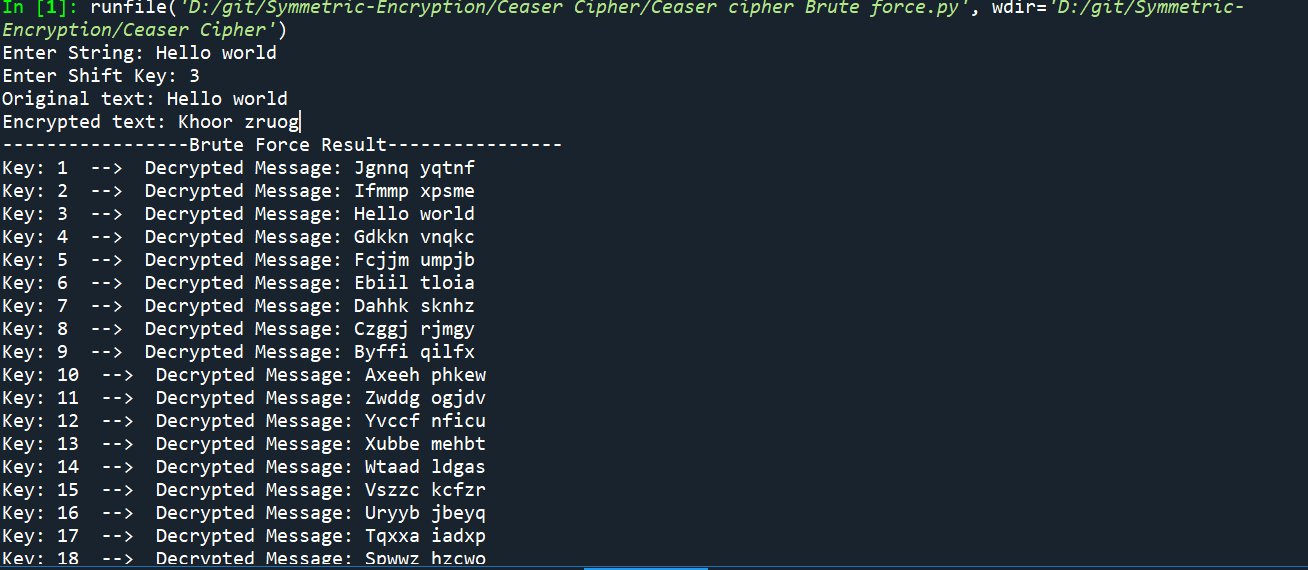 In [1]: runfile('D:/git/Symmetric-Encryption/Ceaser Cipher/Ceaser cipher Brute force.py', wdir='D:/git/Symmetric-
Encryption/Ceaser Cipher')
Enter String: Hello world
Enter Shift Key: 3
Original text: Hello world
Encrypted text: Khoor zruog
-----------------Brute Force Result----------------
Key: 1  -->  Decrypted Message: Jgnnq yqtnf
Key: 2  -->  Decrypted Message: Ifmmp xpsme
Key: 3  -->  Decrypted Message: Hello world
Key: 4  -->  Decrypted Message: Gdkkn vnqkc
Key: 5  -->  Decrypted Message: Fcjjm umpjb
Key: 6  -->  Decrypted Message: Ebiil tloia
Key: 7  -->  Decrypted Message: Dahhk sknhz
Key: 8  -->  Decrypted Message: Czggj rjmgy
Key: 9  -->  Decrypted Message: Byffi qilfx
Key: 10  -->  Decrypted Message: Axeeh phkew
Key: 11  -->  Decrypted Message: Zwddg ogjdv
Key: 12  -->  Decrypted Message: Yvccf nficu
Key: 13  -->  Decrypted Message: Xubbe mehbt
Key: 14  -->  Decrypted Message: Wtaad ldgas
Key: 15  -->  Decrypted Message: Vszzc kcfzr
Key: 16  -->  Decrypted Message: Uryyb jbeyq
Key: 17  -->  Decrypted Message: Tqxxa iadxp
Key: 18  -->  Decrypted Message: Spwwz hzcwo